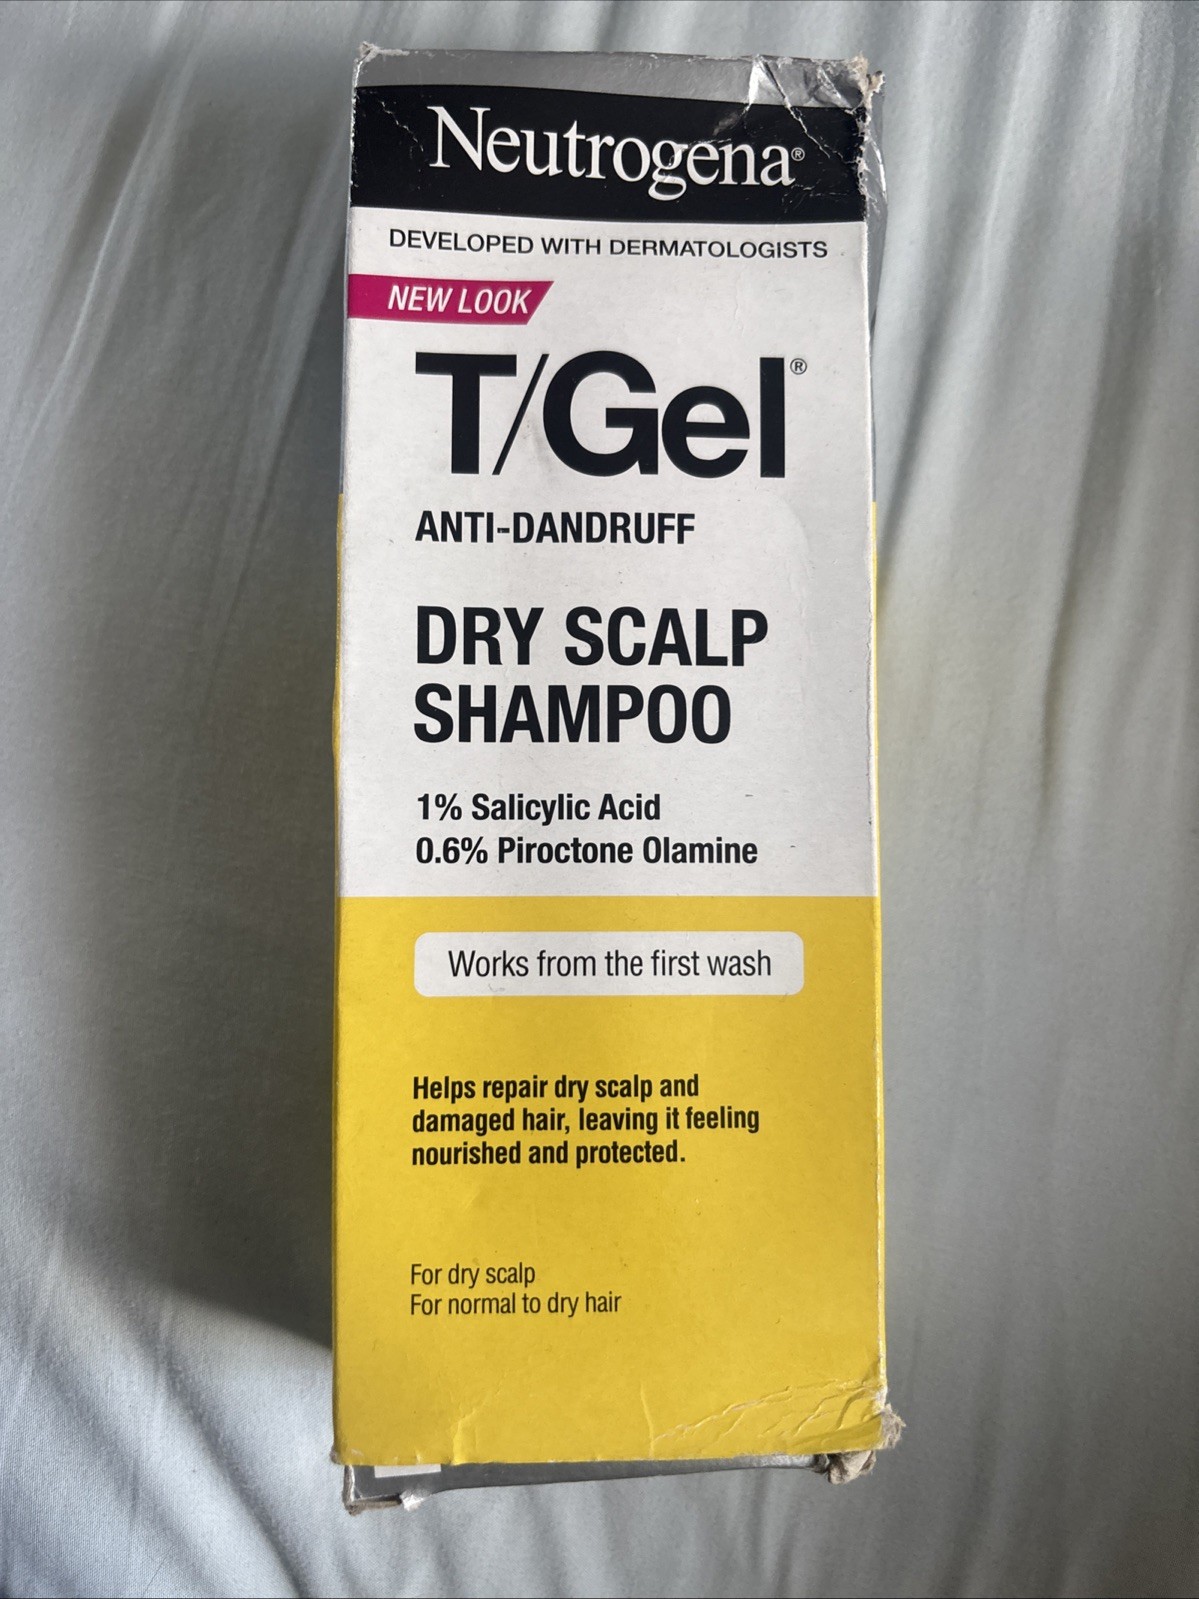 Neutrogena®
DEVELOPED WITH DERMATOLOGISTS
NEW LOOK
T/Gel®
ANTI-DANDRUFF
DRY SCALP
SHAMPOO
1% Salicylic Acid
0.6% Piroctone Olamine
Works from the first wash
Helps repair dry scalp and
damaged hair, leaving it feeling
nourished and protected.
For dry scalp
For normal to dry hair